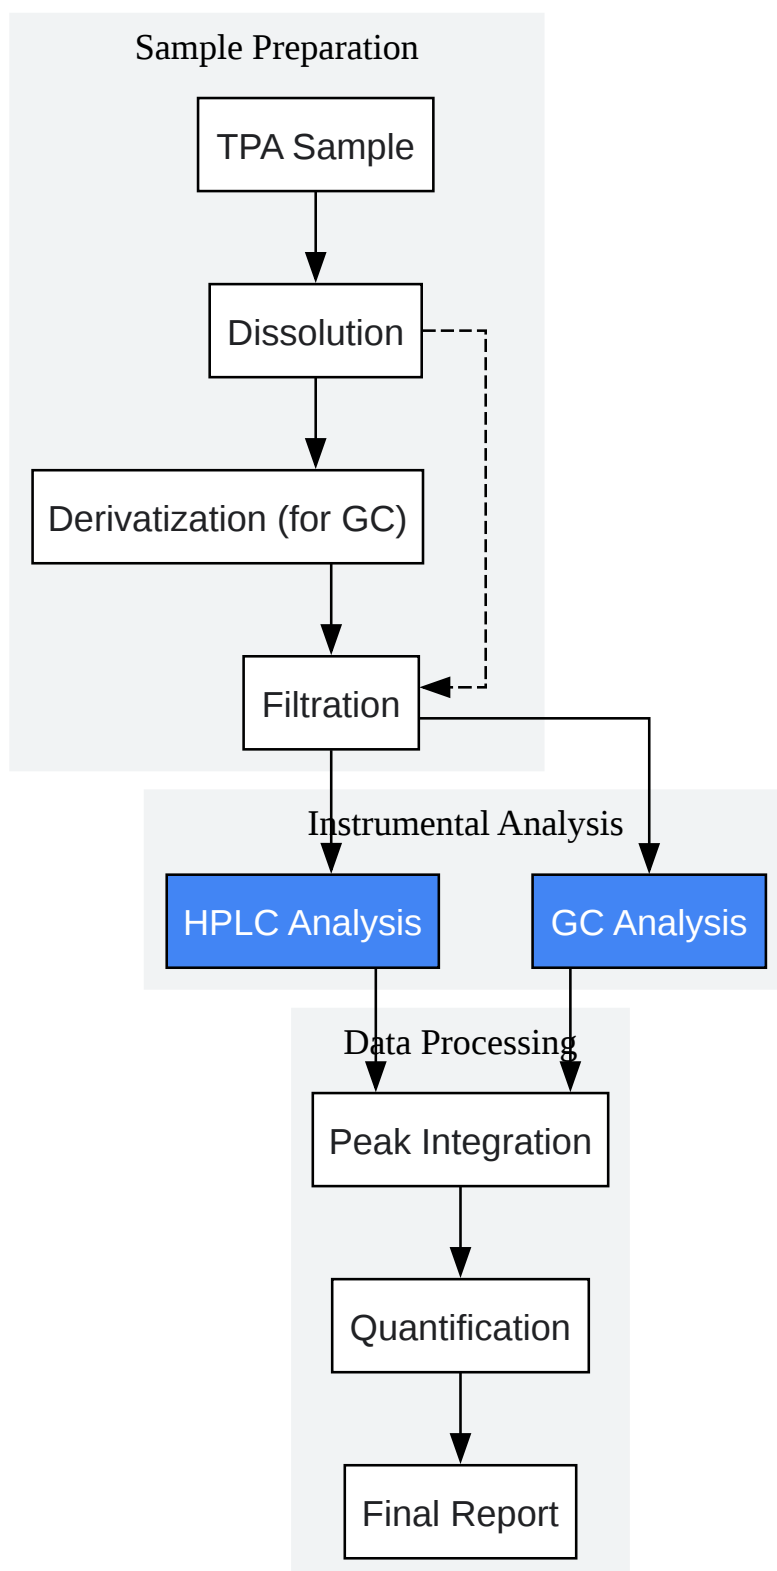 Sample Preparation
TPA Sample
Dissolution
Derivatization (for GC)
Filtration
Instrumental Analysis
HPLC Analysis
GC Analysis
Data Processing
Peak Integration
Quantification
Final Report